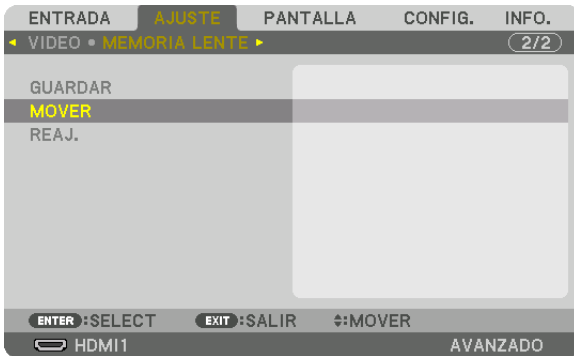 ENTRADA AJUSTE PANTALLA CONFIG. INFO.
VIDEO • MEMORIA LENTE 2/2
GUARDAR
MOVER
REAJ.
ENTER :SELECT EXIT :SALIR :MOVER
HDMI1 AVANZADO